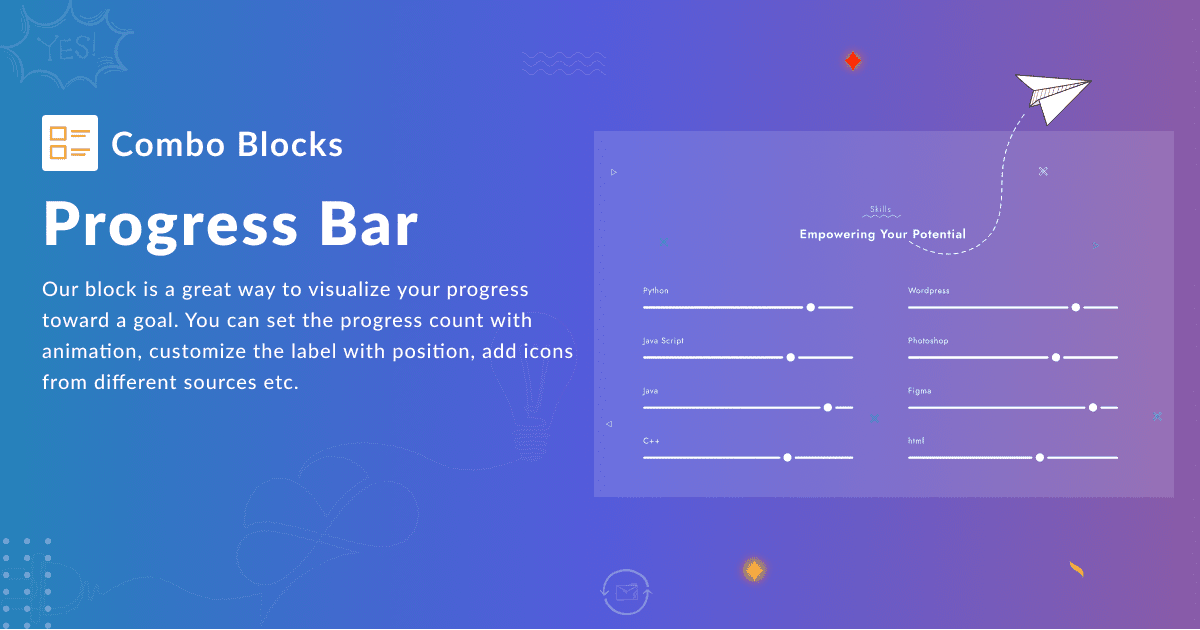 YES!
Combo Blocks
Progress Bar
Our block is a great way to visualize your progress
toward a goal. You can set the progress count with
animation, customize the label with position, add icons
from different sources etc.
Skills
Empowering Your Potential
Python
Java Script
Java
C++
Wordpress
Photoshop
Figma
html